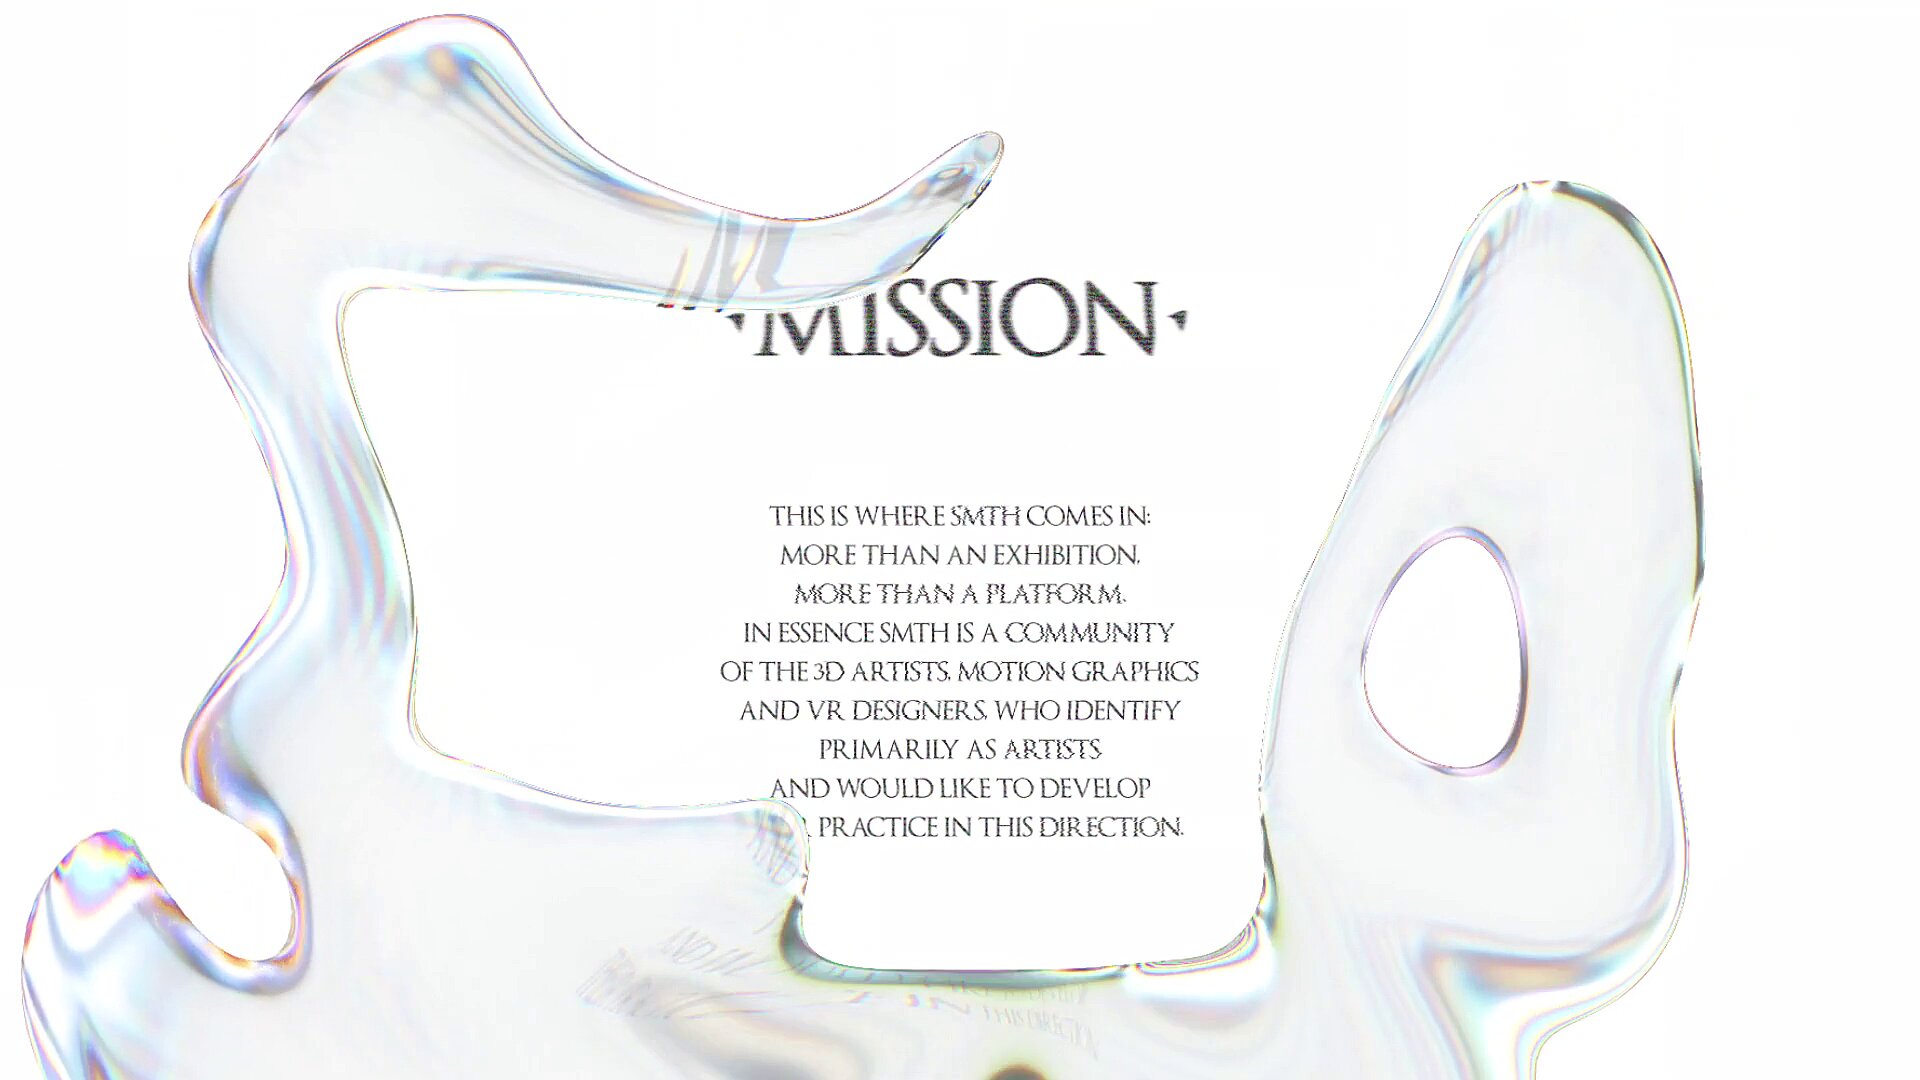 MISSION
THIS IS WHERE SMTH COMES IN:
MORE THAN AN EXHIBITION,
MORE THAN A PLATFORM.
IN ESSENCE SMTH IS A COMMUNITY
OF THE 3D ARTISTS, MOTION GRAPHICS
AND VR DESIGNERS, WHO IDENTIFY
PRIMARILY AS ARTISTS
AND WOULD LIKE TO DEVELOP
PRACTICE IN THIS DIRECTION.